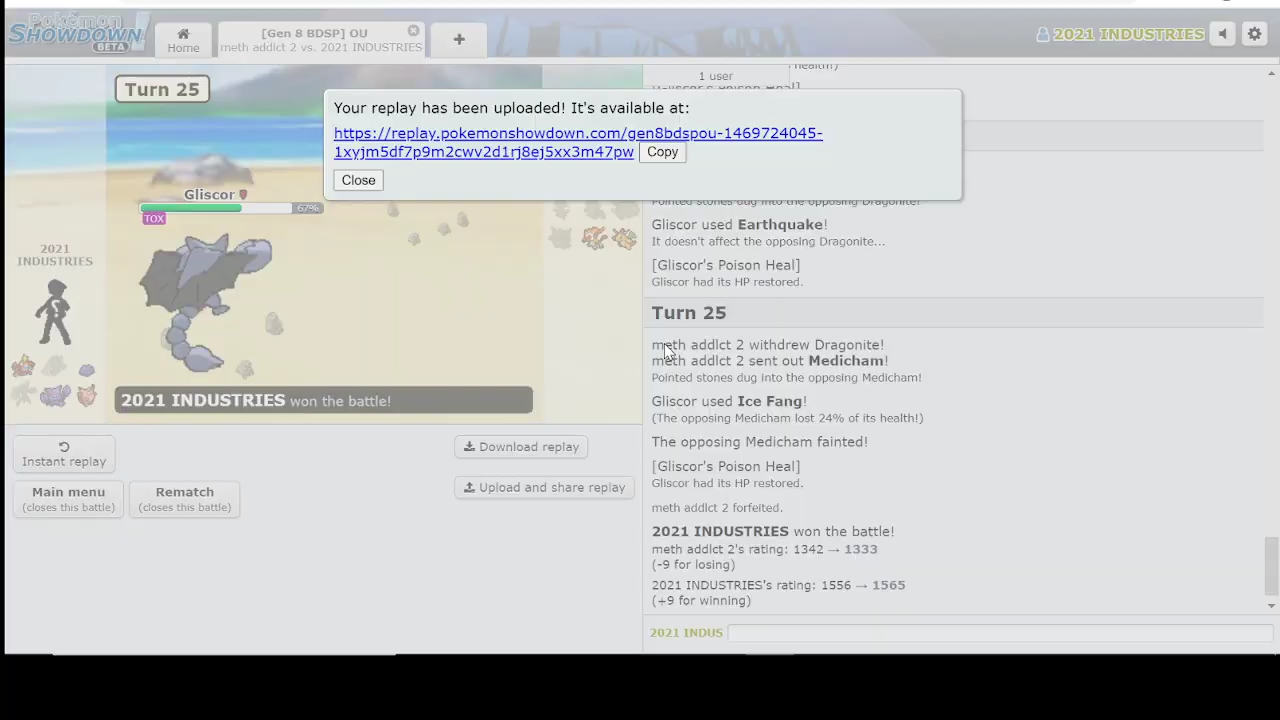 Pokémon
SHOWDOWN!
BETA
Home
[Gen 8 BDSP] OU
meth addlct 2 vs. 2021 INDUSTRIES
+
2021 INDUSTRIES
Turn 25
1 user
health!)
Your replay has been uploaded! It's available at:
https://replay.pokemonshowdown.com/gen8bdspou-1469724045-
1xyjm5df7p9m2cwv2d1rj8ej5xx3m47pw Copy
Close
Gliscor
67%
TOX
2021
INDUSTRIES
2021 INDUSTRIES won the battle!
Instant replay
Download replay
Upload and share replay
Main menu
(closes this battle)
Rematch
(closes this battle)
[Gliscor's Poison Heal]
Pointed stones dug into the opposing Dragonite!
Gliscor used Earthquake!
It doesn't affect the opposing Dragonite...
[Gliscor's Poison Heal]
Gliscor had its HP restored.
Turn 25
meth addlct 2 withdrew Dragonite!
meth addlct 2 sent out Medicham!
Pointed stones dug into the opposing Medicham!
Gliscor used Ice Fang!
(The opposing Medicham lost 24% of its health!)
The opposing Medicham fainted!
[Gliscor's Poison Heal]
Gliscor had its HP restored.
meth addlct 2 forfeited.
2021 INDUSTRIES won the battle!
meth addlct 2's rating: 1342 → 1333
(-9 for losing)
2021 INDUSTRIES's rating: 1556 → 1565
(+9 for winning)
2021 INDUS